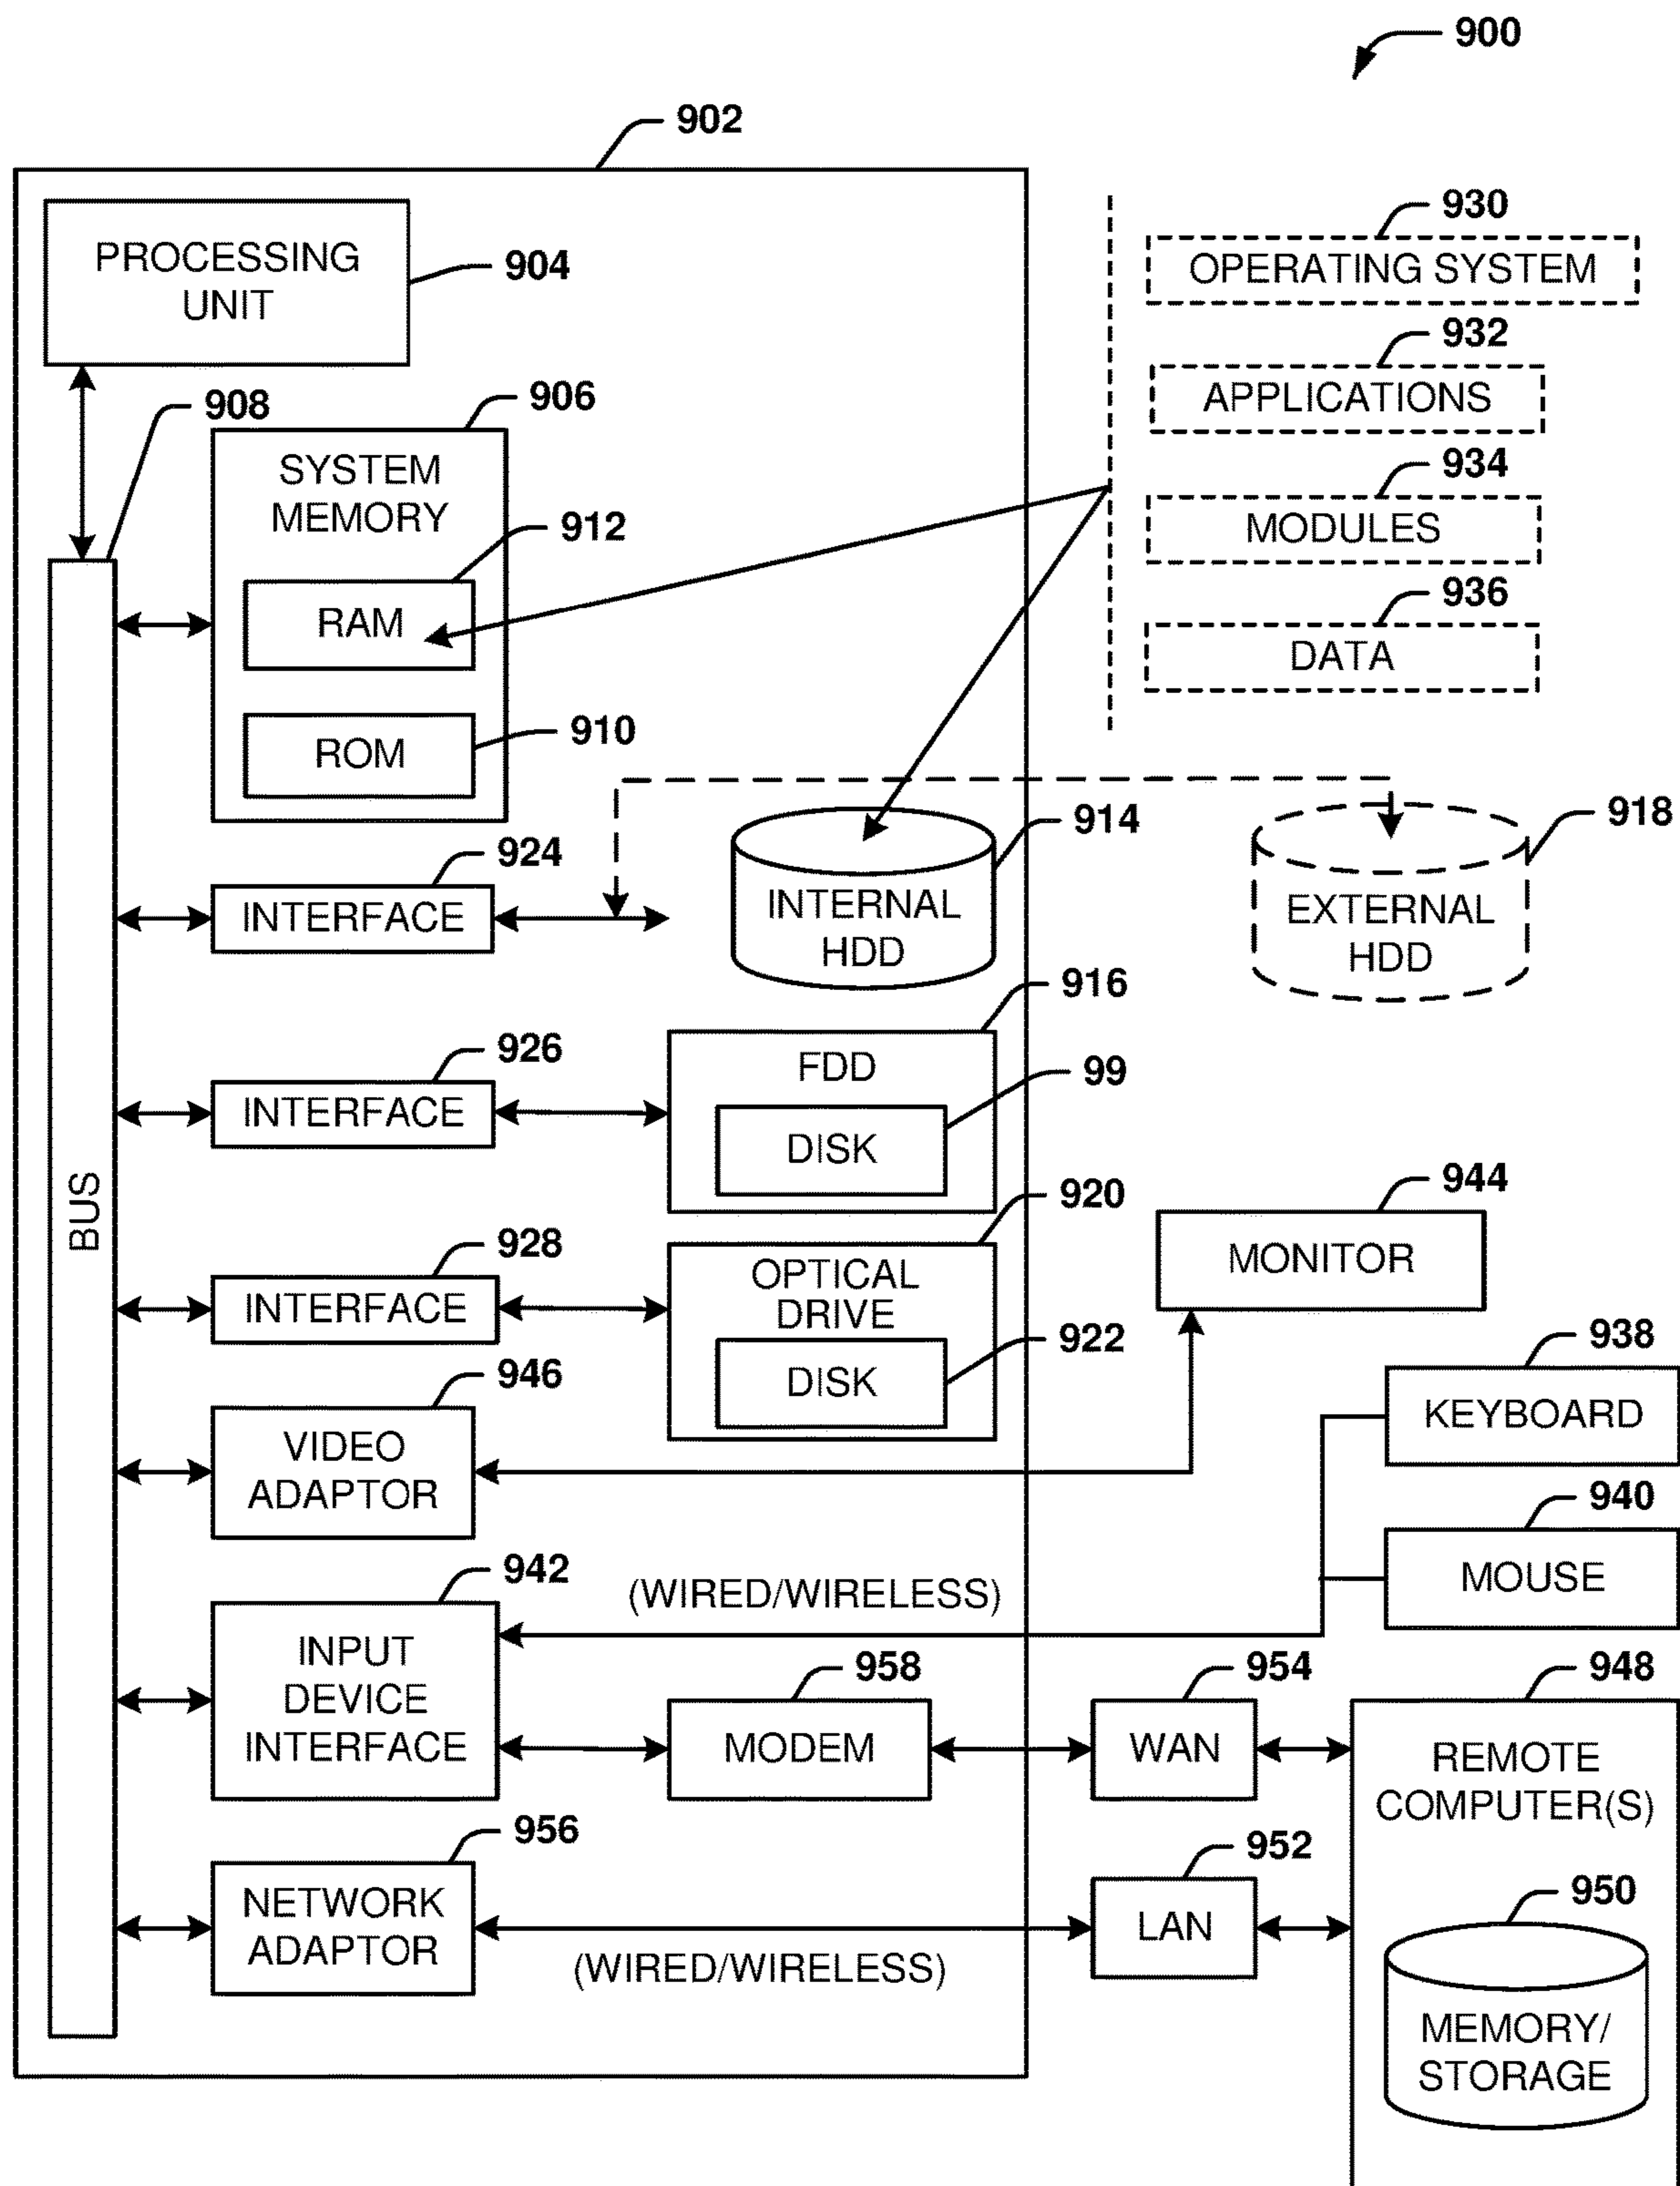 900
902
PROCESSING
UNIT
904
930
OPERATING SYSTEM
932
APPLICATIONS
934
MODULES
936
DATA
908
906
SYSTEM
MEMORY
912
RAM
910
ROM
BUS
924
INTERFACE
914
INTERNAL
HDD
918
EXTERNAL
HDD
926
INTERFACE
916
FDD
99
DISK
928
INTERFACE
920
OPTICAL
DRIVE
922
DISK
944
MONITOR
946
VIDEO
ADAPTOR
938
KEYBOARD
940
MOUSE
942
INPUT
DEVICE
INTERFACE
(WIRED/WIRELESS)
958
MODEM
954
WAN
948
REMOTE
COMPUTER(S)
956
NETWORK
ADAPTOR
(WIRED/WIRELESS)
952
LAN
950
MEMORY/
STORAGE